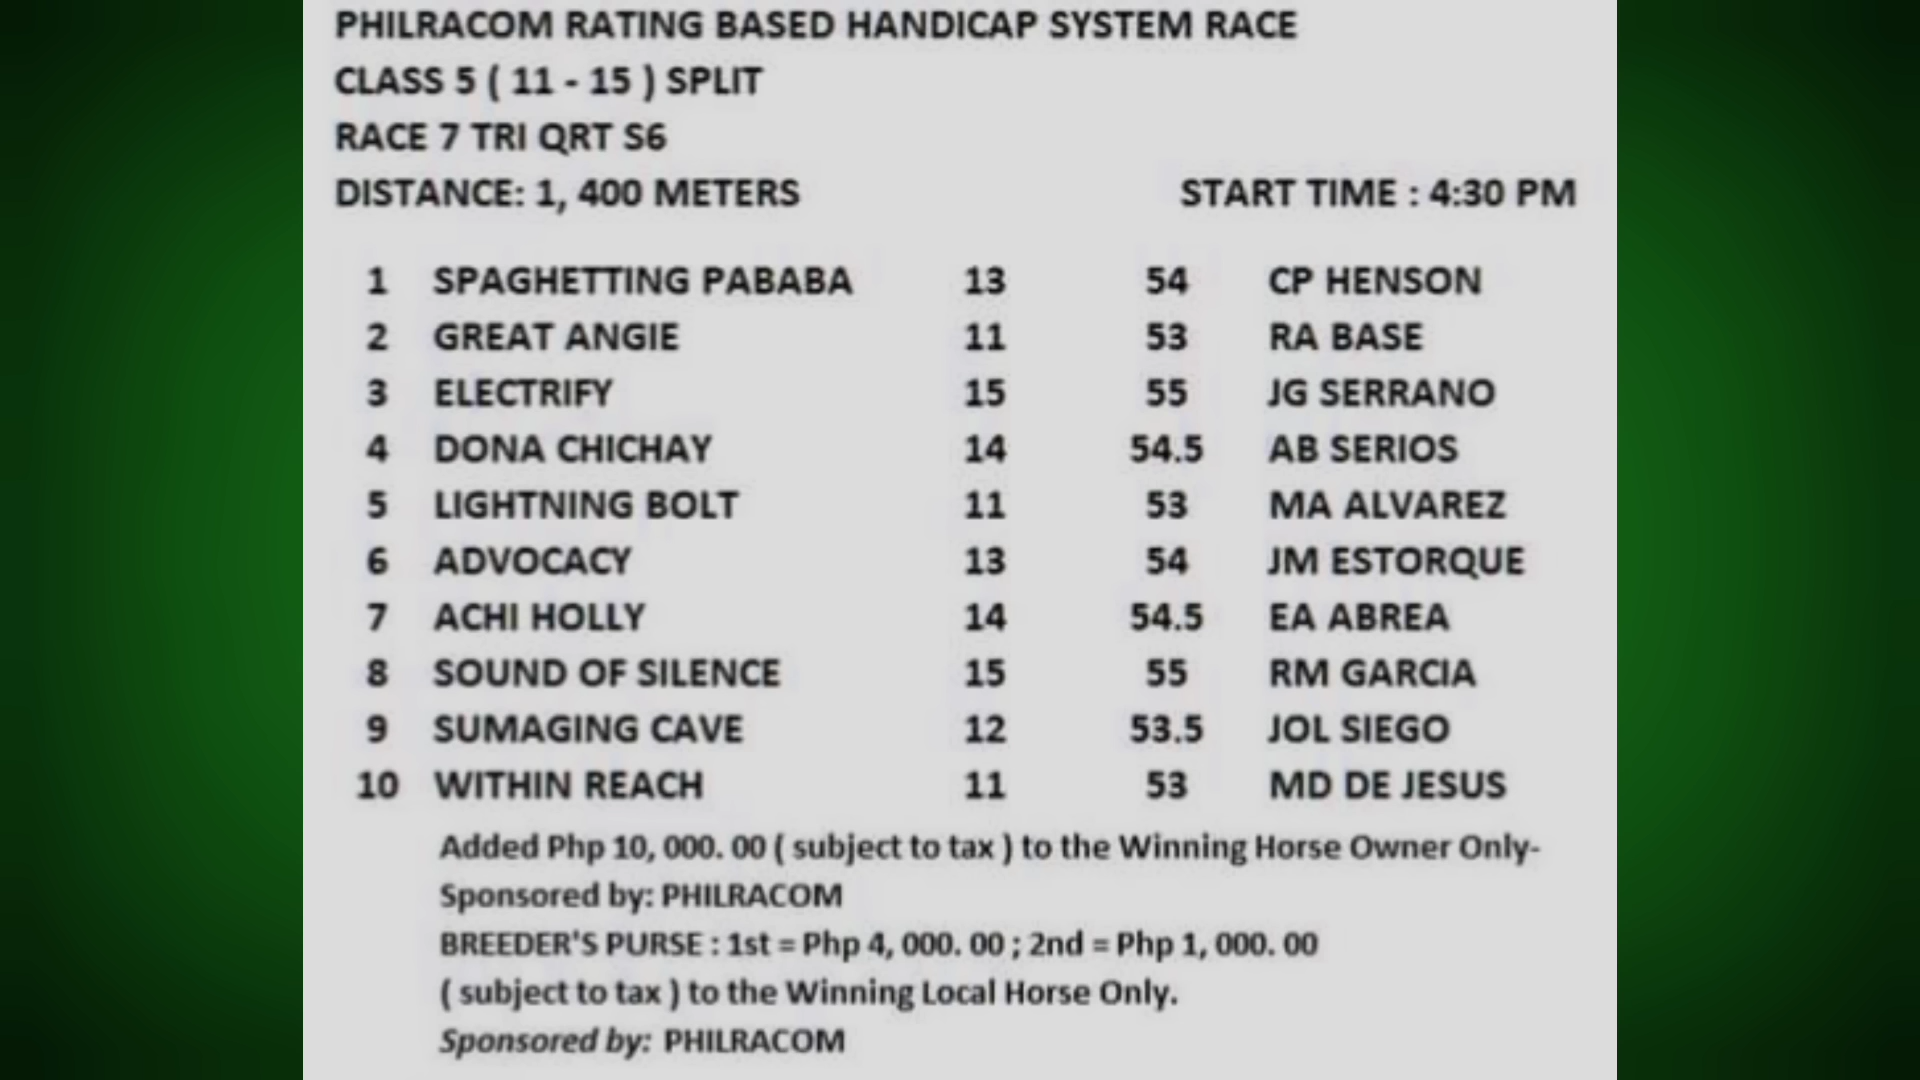 PHILRACOM RATING BASED HANDICAP SYSTEM RACE
CLASS 5 ( 11 - 15 ) SPLIT
RACE 7 TRI QRT S6
DISTANCE: 1, 400 METERS START TIME : 4:30 PM
1 SPAGHETTING PABABA 13 54 CP HENSON
2 GREAT ANGIE 11 53 RA BASE
3 ELECTRIFY 15 55 JG SERRANO
4 DONA CHICHAY 14 54.5 AB SERIOS
5 LIGHTNING BOLT 11 53 MA ALVAREZ
6 ADVOCACY 13 54 JM ESTORQUE
7 ACHI HOLLY 14 54.5 EA ABREA
8 SOUND OF SILENCE 15 55 RM GARCIA
9 SUMAGING CAVE 12 53.5 JOL SIEGO
10 WITHIN REACH 11 53 MD DE JESUS
Added Php 10, 000. 00 ( subject to tax ) to the Winning Horse Owner Only-
Sponsored by: PHILRACOM
BREEDER'S PURSE : 1st = Php 4, 000. 00 ; 2nd = Php 1, 000. 00
( subject to tax ) to the Winning Local Horse Only.
Sponsored by: PHILRACOM